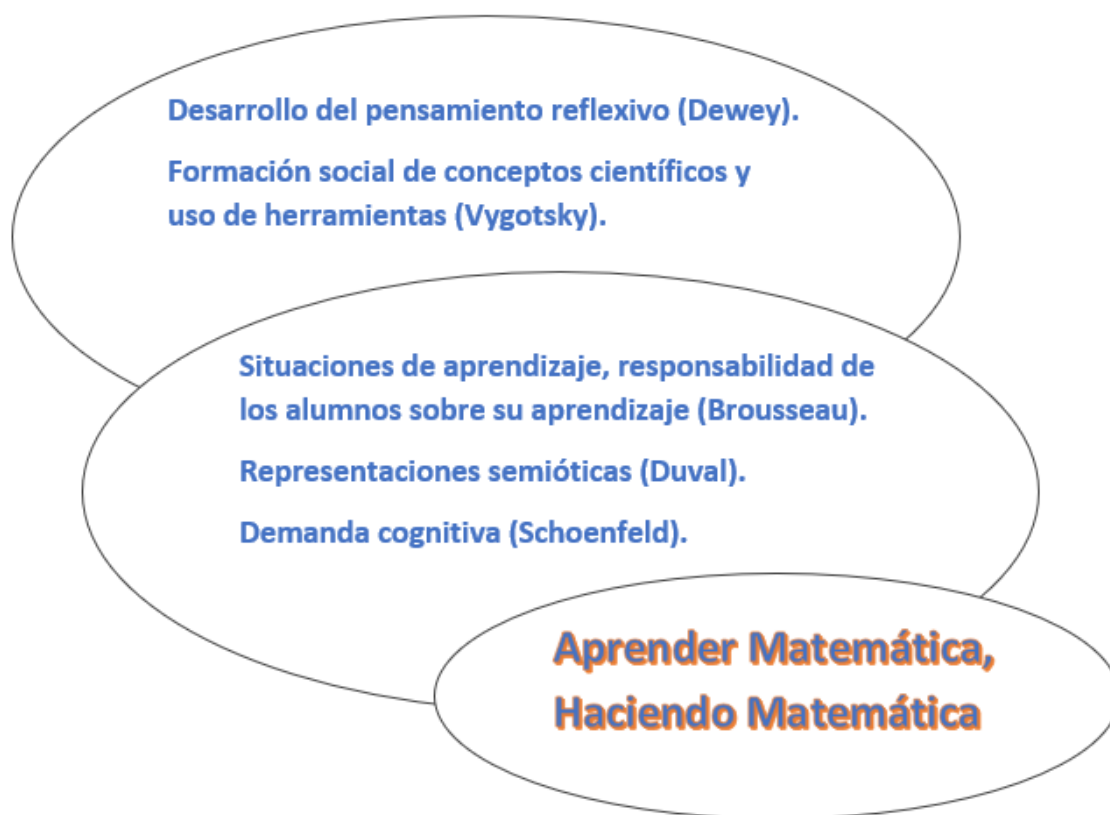 Desarrollo del pensamiento reflexivo (Dewey).
Formación social de conceptos científicos y
uso de herramientas (Vygotsky).
Situaciones de aprendizaje, responsabilidad de
los alumnos sobre su aprendizaje (Brousseau).
Representaciones semióticas (Duval).
Demanda cognitiva (Schoenfeld).
Aprender Matemática,
Haciendo Matemática